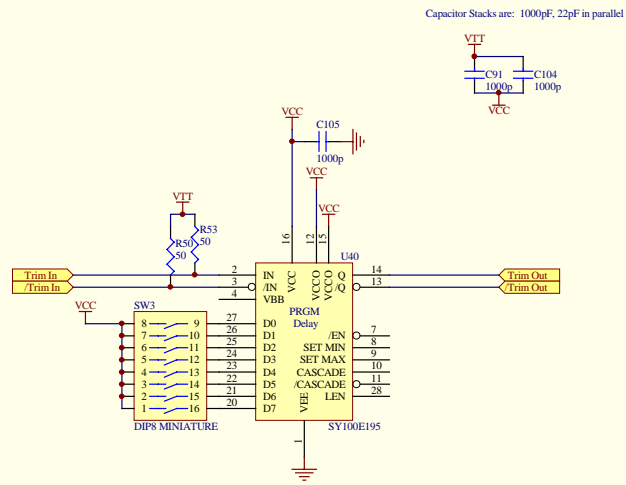 Capacitor Stacks are: 1000pF, 22pF in parallel
VTT
C91
1000p
C104
1000p
VCC
VCC
C105
1000p
VCC
VCC
VTT
R50
50
R53
50
16
12
15
U40
Trim In
/Trim In
2
3
4
IN
/IN
VBB
VCC
VCCO
VCCO
Q
/Q
14
13
Trim Out
/Trim Out
PRGM
Delay
VCC
SW3
8 9
7 10
6 11
5 12
4 13
3 14
2 15
1 16
DIP8 MINIATURE
27 D0
26 D1
25 D2
24 D3
23 D4
22 D5
21 D6
20 D7
/EN 7
SET MIN 8
SET MAX 9
CASCADE 10
/CASCADE 11
LEN 28
VEE
SY100E195
1